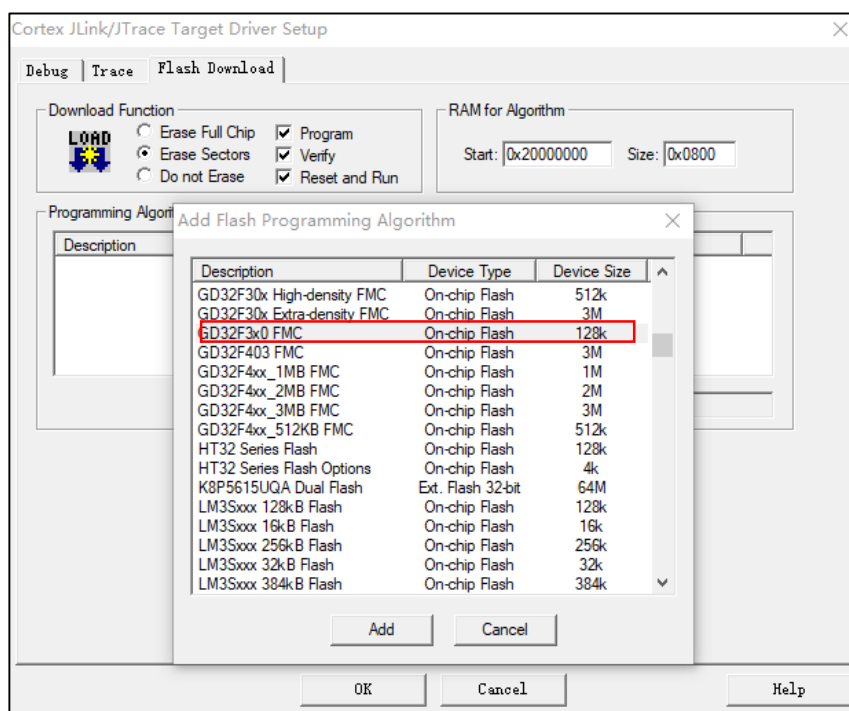 Cortex JLink/JTrace Target Driver Setup
Debug Trace Flash Download
Download Function
LOAD
Erase Full Chip Program
Erase Sectors Verify
Do not Erase Reset and Run
RAM for Algorithm
Start: 0x20000000 Size: 0x0800
Programming Algorit
Description
Add Flash Programming Algorithm
Description Device Type Device Size
GD32F30x High-density FMC On-chip Flash 512k
GD32F30x Extra-density FMC On-chip Flash 3M
GD32F3x0 FMC On-chip Flash 128k
GD32F403 FMC On-chip Flash 3M
GD32F4xx_1MB FMC On-chip Flash 1M
GD32F4xx_2MB FMC On-chip Flash 2M
GD32F4xx_3MB FMC On-chip Flash 3M
GD32F4xx_512KB FMC On-chip Flash 512k
HT32 Series Flash On-chip Flash 128k
HT32 Series Flash Options On-chip Flash 4k
K8P5615UQA Dual Flash Ext. Flash 32-bit 64M
LM3Sxxx 128kB Flash On-chip Flash 128k
LM3Sxxx 16kB Flash On-chip Flash 16k
LM3Sxxx 256kB Flash On-chip Flash 256k
LM3Sxxx 32kB Flash On-chip Flash 32k
LM3Sxxx 384kB Flash On-chip Flash 384k
Add Cancel
OK Cancel Help